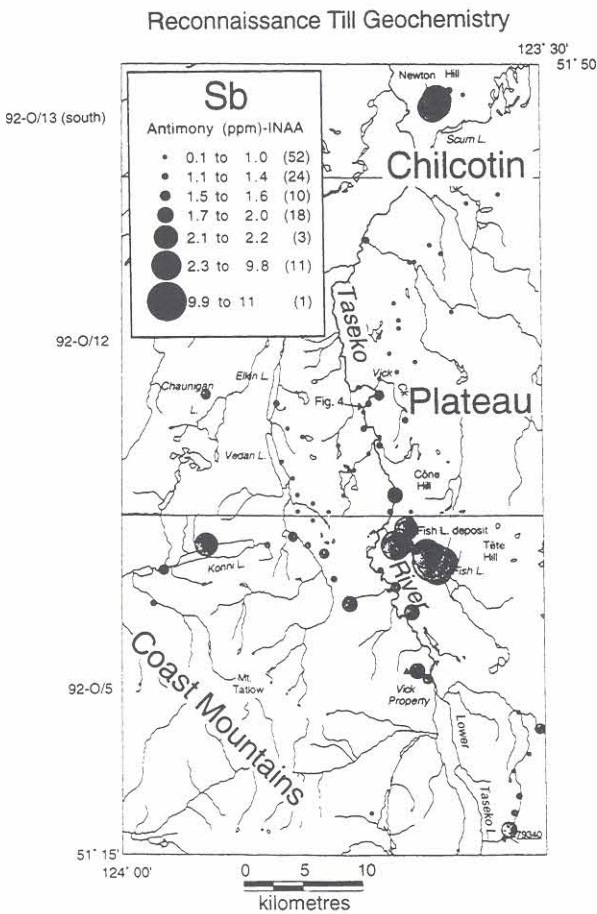 Reconnaissance Till Geochemistry
123° 30'
51° 50'
92-O/13 (south)
Newton Hill
Scum L.
Chilcotin
Sb
Antimony (ppm)-INAA
0.1 to 1.0 (52)
1.1 to 1.4 (24)
1.5 to 1.6 (10)
1.7 to 2.0 (18)
2.1 to 2.2 (3)
2.3 to 9.8 (11)
9.9 to 11 (1)
Taseko
92-O/12
Chaunigan
L.
Elkin L.
Vick
Fig. 4
Plateau
Vedan L.
Cône
Hill
Fish L. deposit
Tête
Hill
Fish L.
Konni L.
River
Coast Mountains
Mt.
Tatlow
92-O/5
Vick
Property
Lower
Taseko L.
79340
51° 15'
124° 00'
0 5 10
kilometres